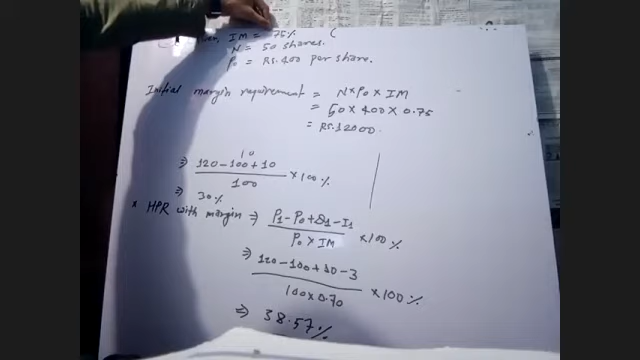 IM = 75%
N = 50 shares.
P₀ = Rs.400 per share.
Initial margin requirement = N×P₀×IM
= 50 × 400 × 0.75
= Rs.12000.
10
⇒ 120-100+10 / 100 ×100%
⇒ 30%
* HPR with margin ⇒ P₁-P₀+D₁-I₁ / P₀ × IM ×100%
⇒ 120-100+10-3 / 100×0.70 ×100%
⇒ 38.57%